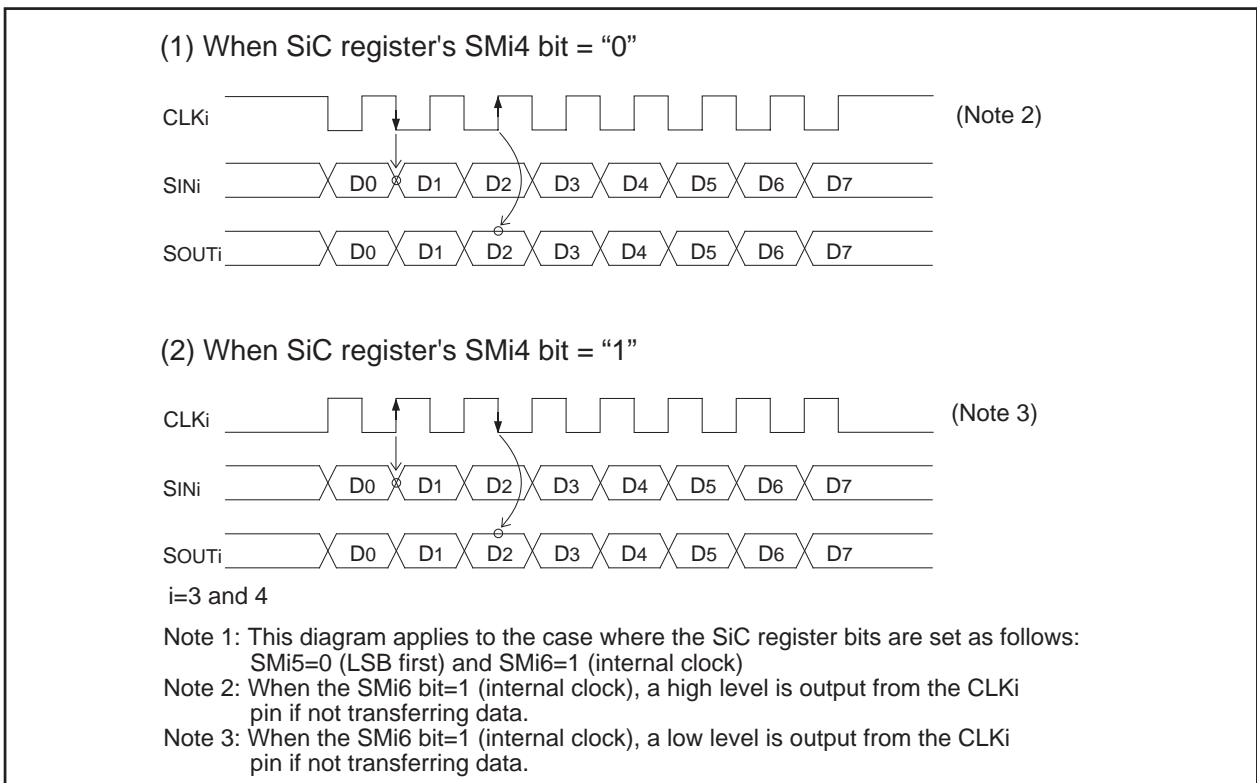 (1) When SiC register's SMi4 bit = “0”
CLKi
(Note 2)
SINi
D0 D1 D2 D3 D4 D5 D6 D7
SOUTi
D0 D1 D2 D3 D4 D5 D6 D7
(2) When SiC register's SMi4 bit = “1”
CLKi
(Note 3)
SINi
D0 D1 D2 D3 D4 D5 D6 D7
SOUTi
D0 D1 D2 D3 D4 D5 D6 D7
i=3 and 4
Note 1: This diagram applies to the case where the SiC register bits are set as follows:
SMi5=0 (LSB first) and SMi6=1 (internal clock)
Note 2: When the SMi6 bit=1 (internal clock), a high level is output from the CLKi
pin if not transferring data.
Note 3: When the SMi6 bit=1 (internal clock), a low level is output from the CLKi
pin if not transferring data.